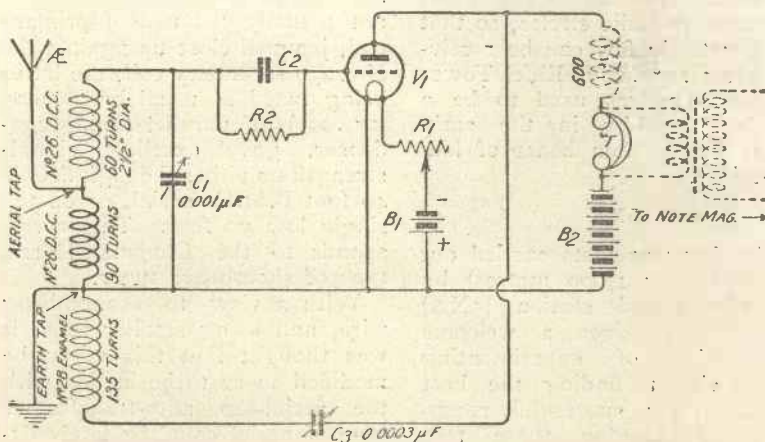 Æ
Nº26 D.C.C.
60 TURNS
2½" DIA.
AERIAL TAP
Nº26 D.C.C.
90 TURNS
EARTH TAP
Nº28 ENAMEL
135 TURNS
C2
R2
C1
0.001μF
V1
R1
-
B1
+
600
B2
TO NOTE MAG.
C3 0.0003μF